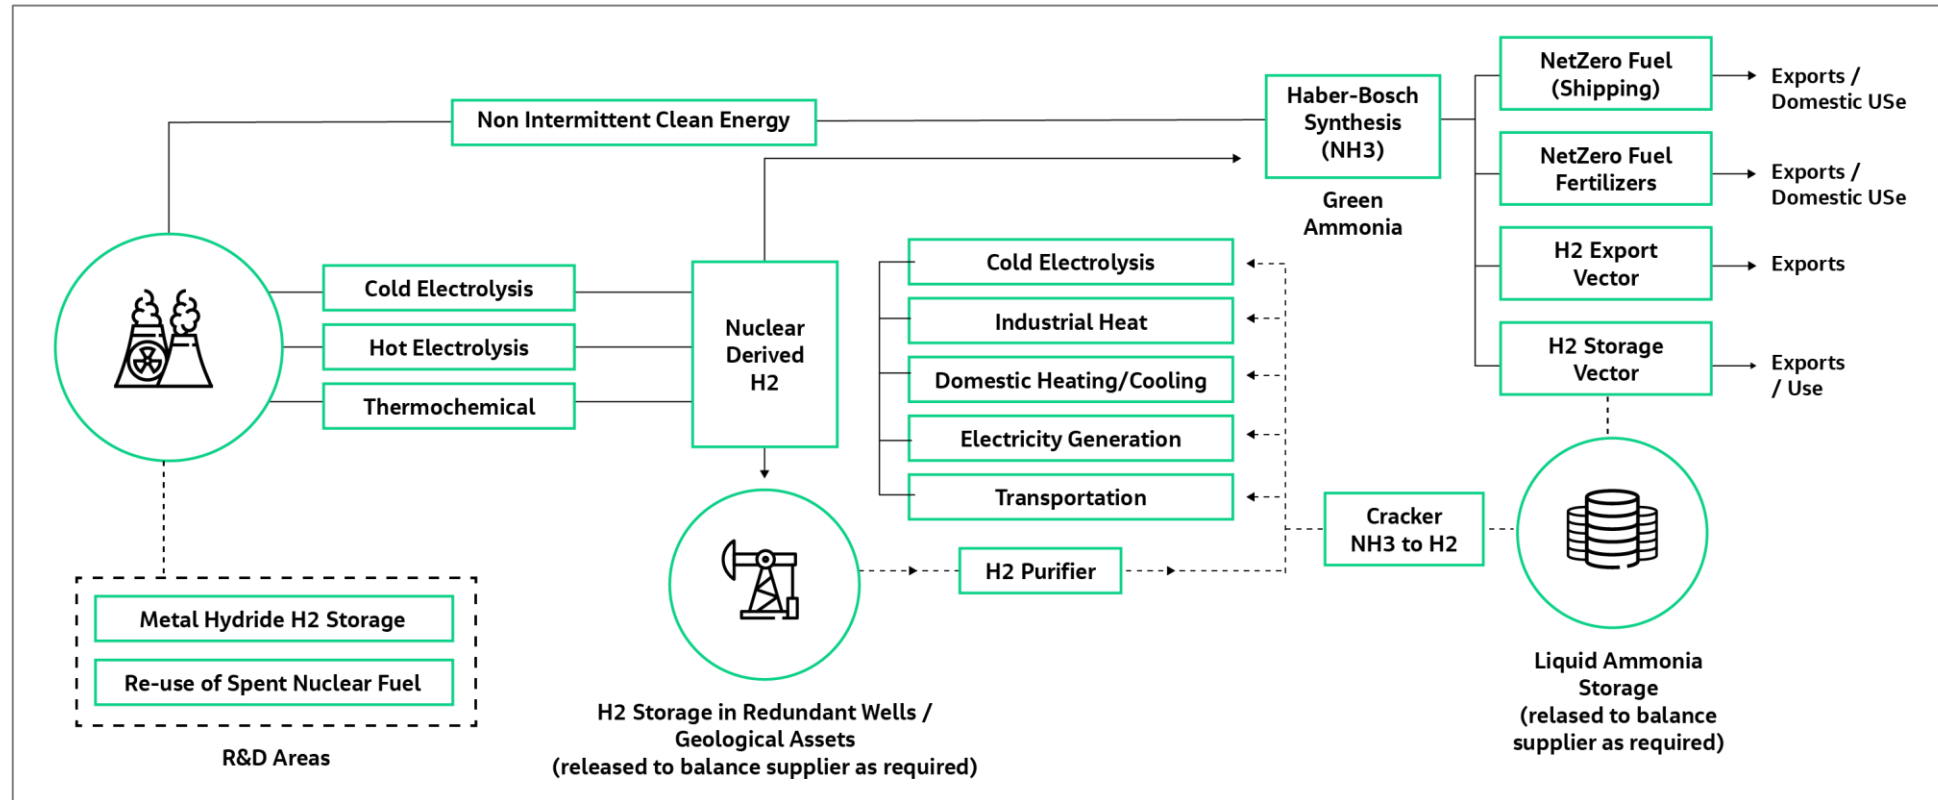 Non Intermittent Clean Energy
Haber-Bosch
Synthesis
(NH3)
Green
Ammonia
NetZero Fuel
(Shipping)
Exports /
Domestic USe
NetZero Fuel
Fertilizers
Exports /
Domestic USe
H2 Export
Vector
Exports
H2 Storage
Vector
Exports
/ Use
Cold Electrolysis
Hot Electrolysis
Thermochemical
Nuclear
Derived
H2
Cold Electrolysis
Industrial Heat
Domestic Heating/Cooling
Electricity Generation
Transportation
H2 Purifier
Cracker
NH3 to H2
Metal Hydride H2 Storage
Re-use of Spent Nuclear Fuel
R&D Areas
H2 Storage in Redundant Wells /
Geological Assets
(released to balance supplier as required)
Liquid Ammonia
Storage
(relased to balance
supplier as required)